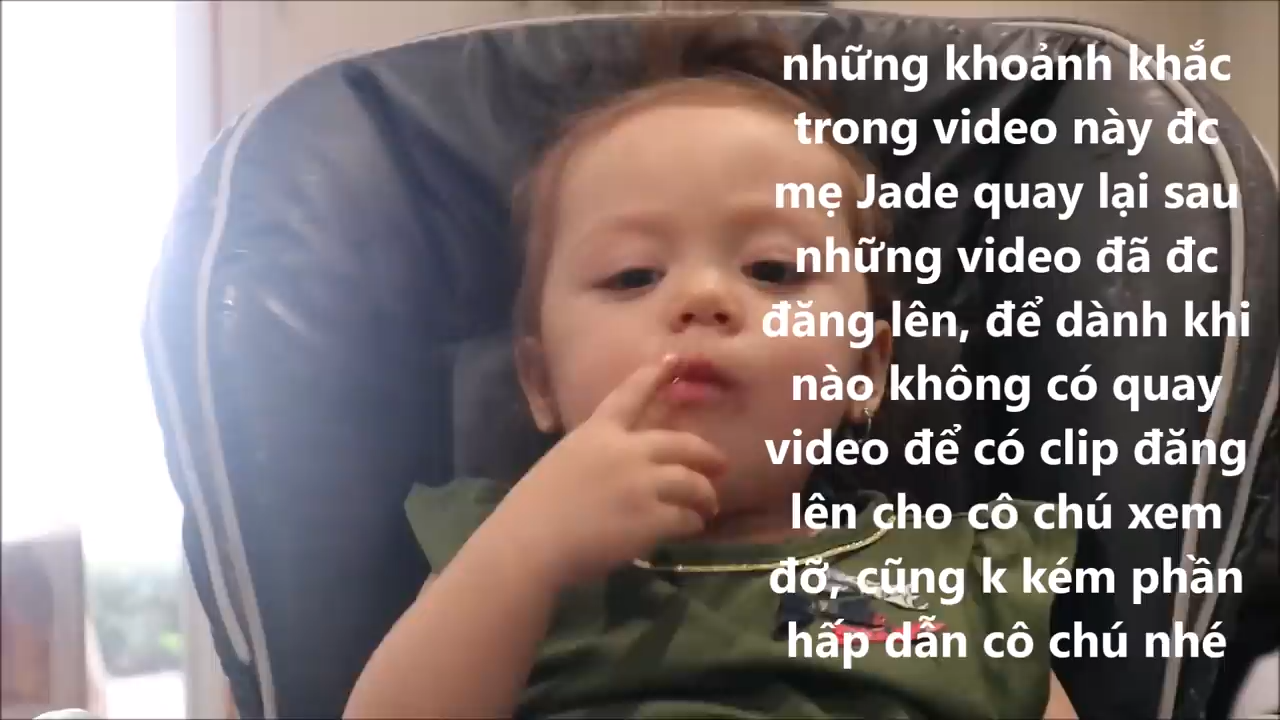 những khoảnh khắc
trong video này đc
mẹ Jade quay lại sau
những video đã đc
đăng lên, để dành khi
nào không có quay
video để có clip đăng
lên cho cô chú xem
đỡ, cũng k kém phần
hấp dẫn cô chú nhé